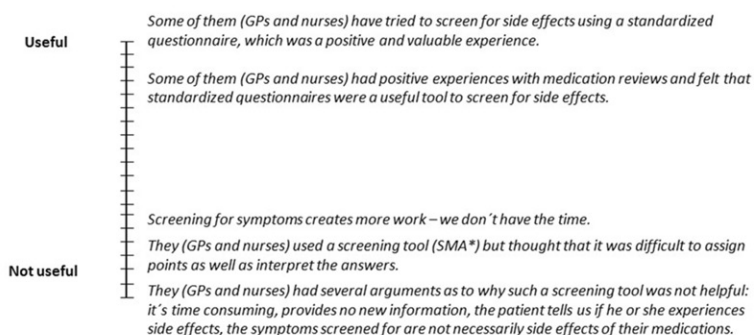 Some of them (GPs and nurses) have tried to screen for side effects using a standardized
Useful
questionnaire, which was a positive and valuable experience.
Some of them (GPs and nurses) had positive experiences with medication reviews and felt that
standardized questionnaires were a useful tool to screen for side effects.
Screening for symptoms creates more work – we don´t have the time.
They (GPs and nurses) used a screening tool (SMA*) but thought that it was difficult to assign
Not useful
points as well as interpret the answers.
They (GPs and nurses) had several arguments as to why such a screening tool was not helpful:
it´s time consuming, provides no new information, the patient tells us if he or she experiences
side effects, the symptoms screened for are not necessarily side effects of their medications.